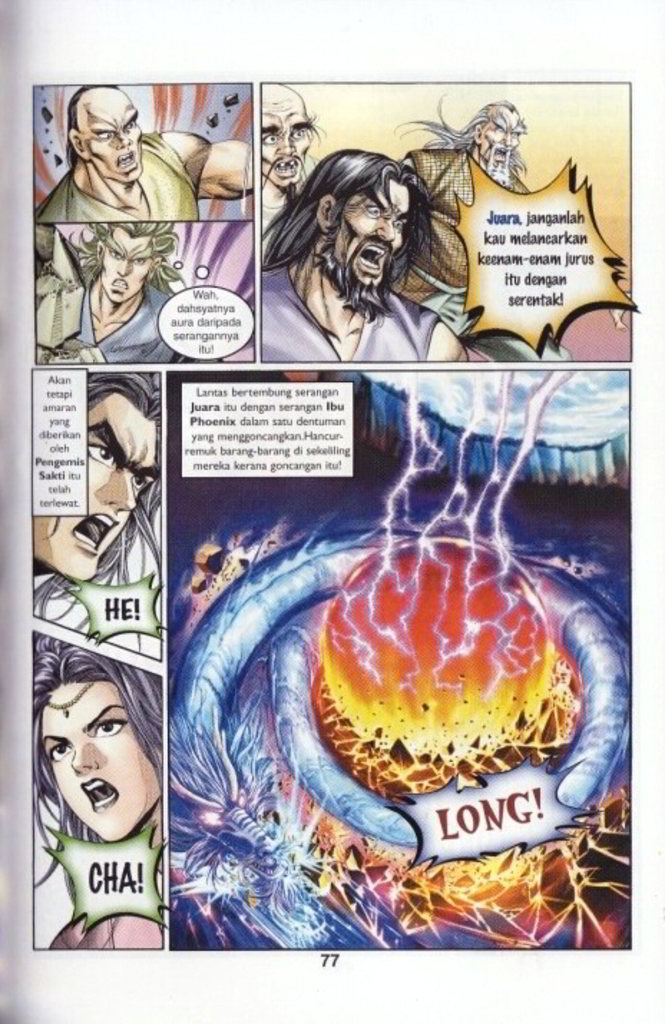 Juara, janganlah
kau melancarkan
keenam-enam jurus
itu dengan
serentak!
Wah,
dahsyatnya
aura daripada
serangannya
itu!
Akan
tetapi
amaran
yang
diberikan
oleh
Pengemis
Sakti itu
telah
terlewat.
HE!
CHA!
Lantas bertembung serangan
Juara itu dengan serangan Ibu
Phoenix dalam satu dentuman
yang menggoncangkan.Hancur-
remuk barang-barang di sekeliling
mereka kerana goncangan itu!
LONG!
77